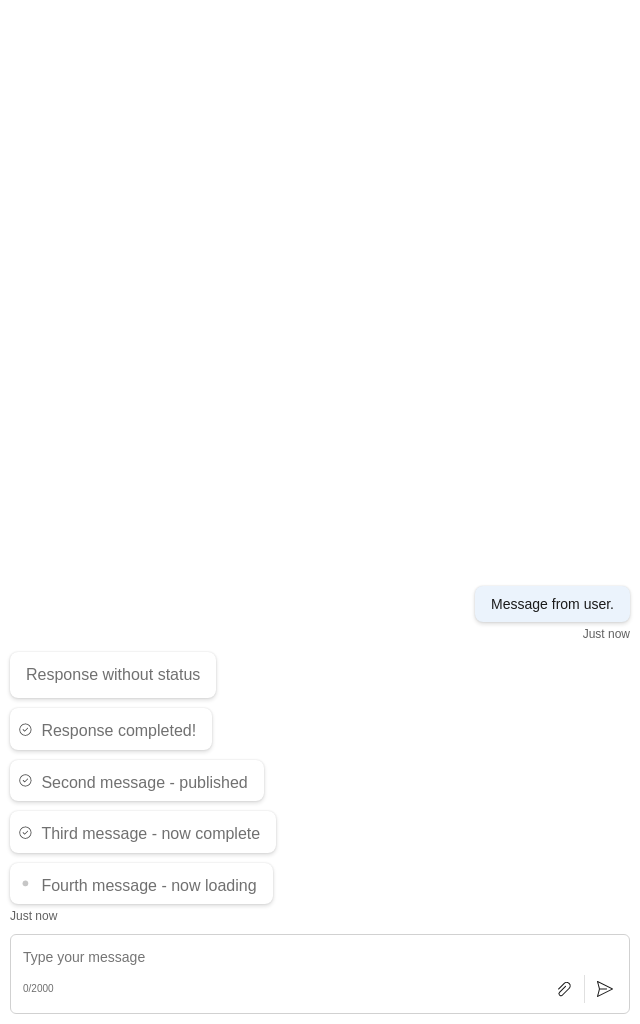 Message from user.
Just now
Response without status
Response completed!
Second message - published
Third message - now complete
Fourth message - now loading
Just now
Type your message
0/2000